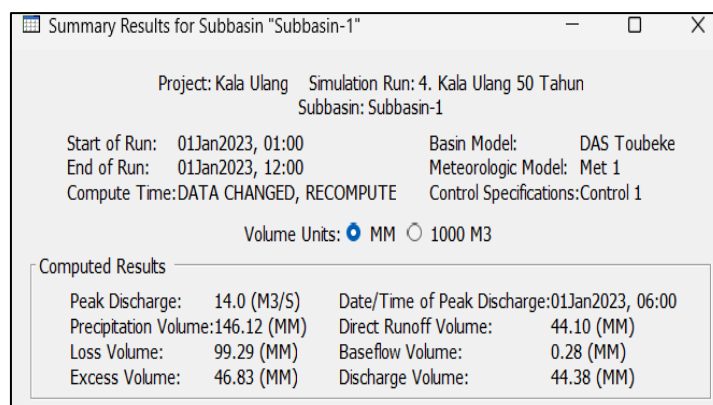 Summary Results for Subbasin "Subbasin-1"
Project: Kala Ulang Simulation Run: 4. Kala Ulang 50 Tahun
Subbasin: Subbasin-1
Start of Run: 01Jan2023, 01:00 Basin Model: DAS Toubeke
End of Run: 01Jan2023, 12:00 Meteorologic Model: Met 1
Compute Time:DATA CHANGED, RECOMPUTE Control Specifications:Control 1
Volume Units: MM 1000 M3
Computed Results
Peak Discharge: 14.0 (M3/S) Date/Time of Peak Discharge:01Jan2023, 06:00
Precipitation Volume:146.12 (MM) Direct Runoff Volume: 44.10 (MM)
Loss Volume: 99.29 (MM) Baseflow Volume: 0.28 (MM)
Excess Volume: 46.83 (MM) Discharge Volume: 44.38 (MM)